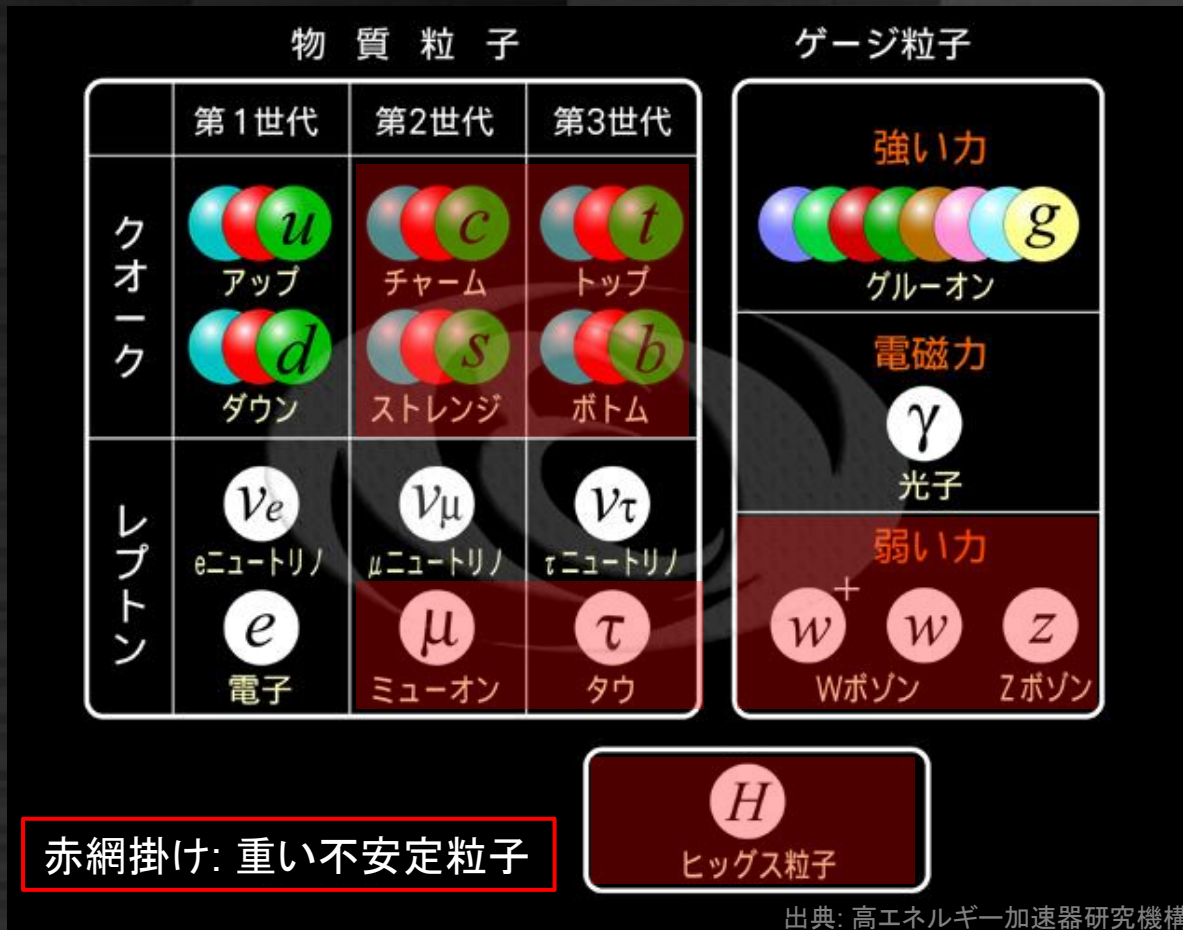 物質粒子
ゲージ粒子
第1世代 第2世代 第3世代
クオーク
u c t
アップ チャーム トップ
d s b
ダウン ストレンジ ボトム
レプトン
νe νμ ντ
eニュートリノ μニュートリノ τニュートリノ
e μ τ
電子 ミューオン タウ
強い力
g
グルーオン
電磁力
γ
光子
弱い力
w+ w z
Wボゾン Zボゾン
H
ヒッグス粒子
赤網掛け: 重い不安定粒子
出典: 高エネルギー加速器研究機構